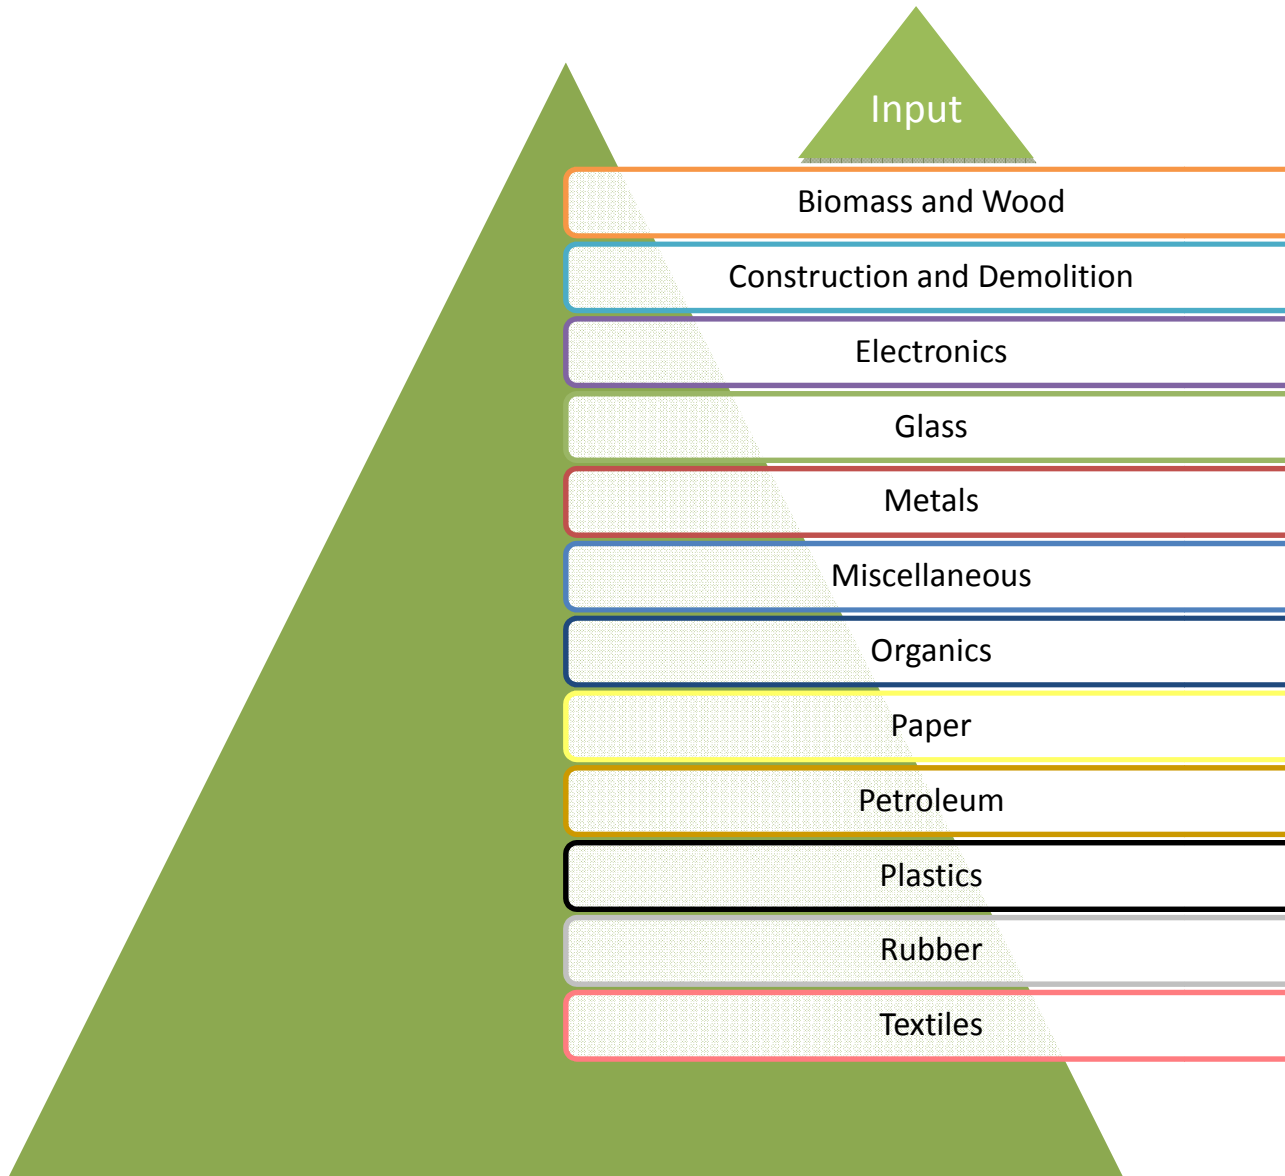 Input
Biomass and Wood
Construction and Demolition
Electronics
Glass
Metals
Miscellaneous
Organics
Paper
Petroleum
Plastics
Rubber
Textiles